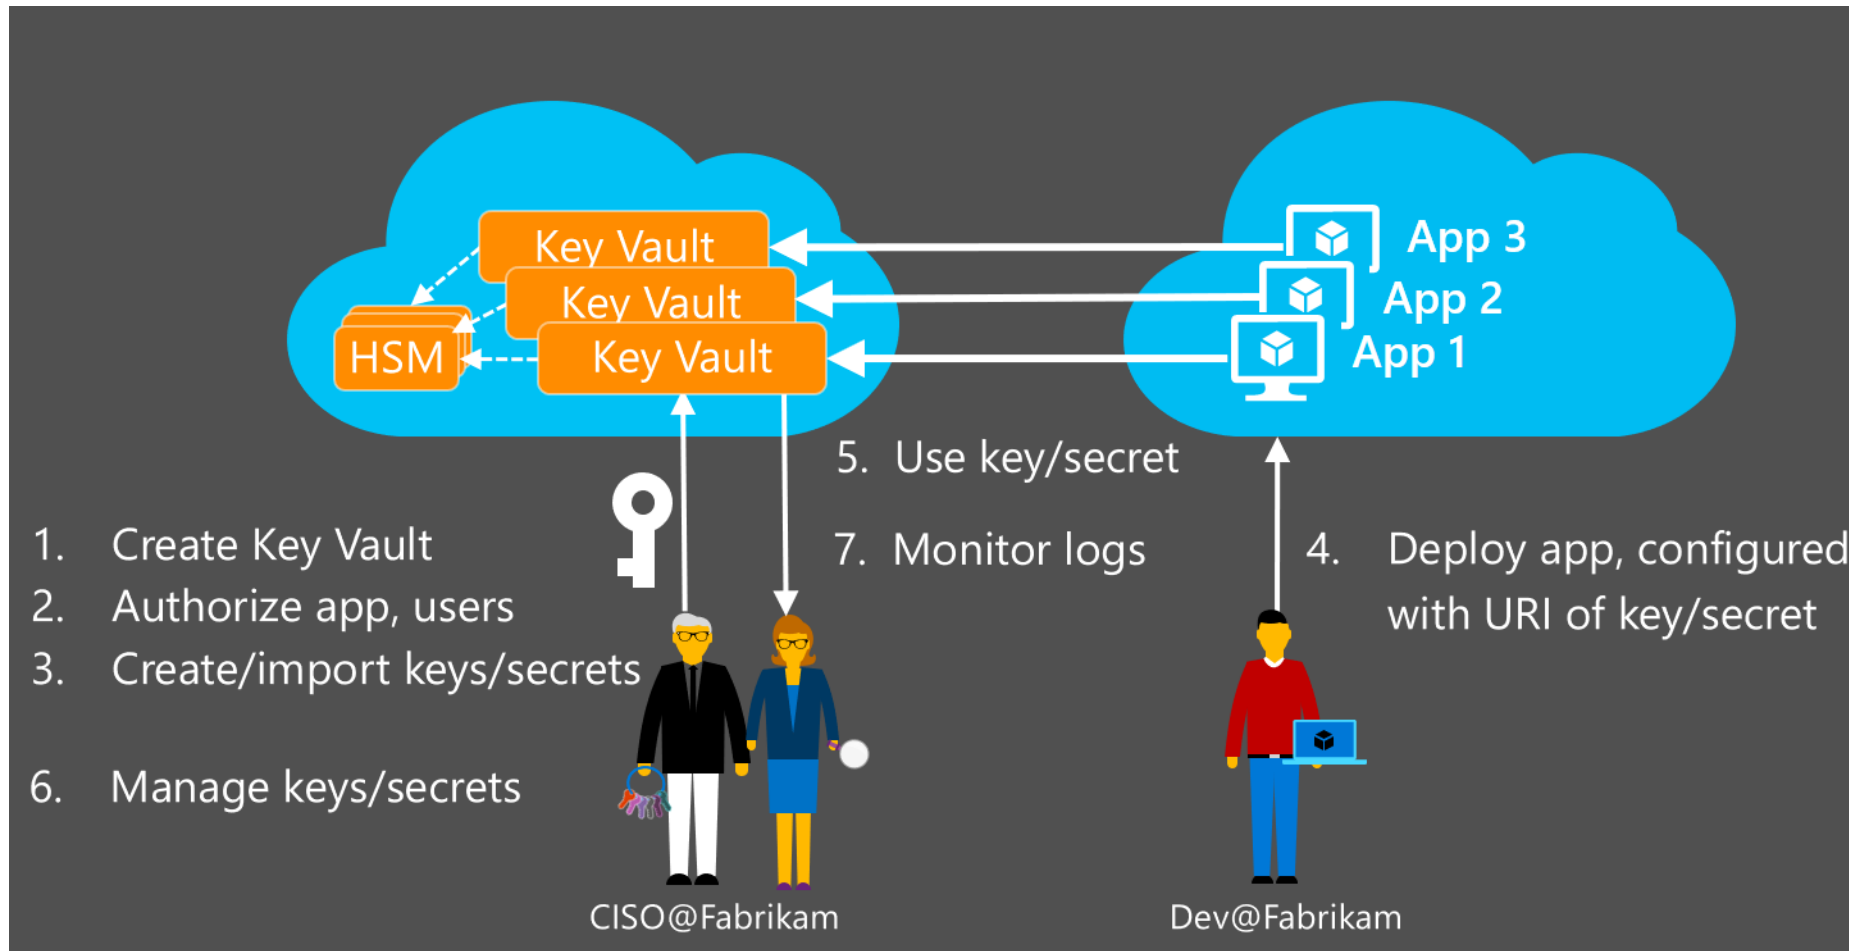 Key Vault
Key Vault
Key Vault
HSM
App 3
App 2
App 1
5. Use key/secret
7. Monitor logs
1. Create Key Vault
2. Authorize app, users
3. Create/import keys/secrets
6. Manage keys/secrets
4. Deploy app, configured
with URI of key/secret
CISO@Fabrikam
Dev@Fabrikam